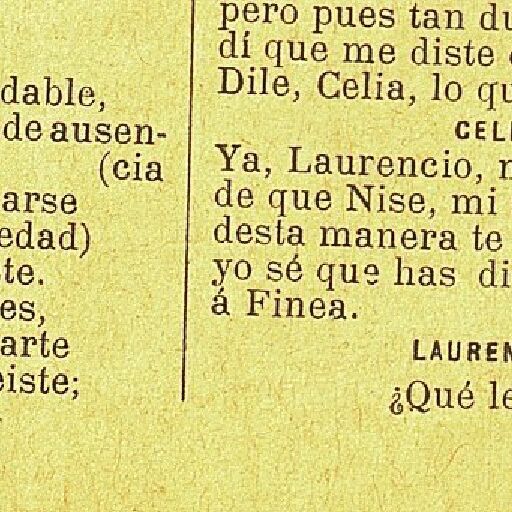 dable,
de ausen-
(cia
arse
edad)
te.
es,
arte
eiste;
pero pues tan du
dí que me diste
Dile, Celia, lo qu
CELI
Ya, Laurencio, n
de que Nise, mi
desta manera te
yo sé que has di
á Finea.
LAUREN
¿Qué le